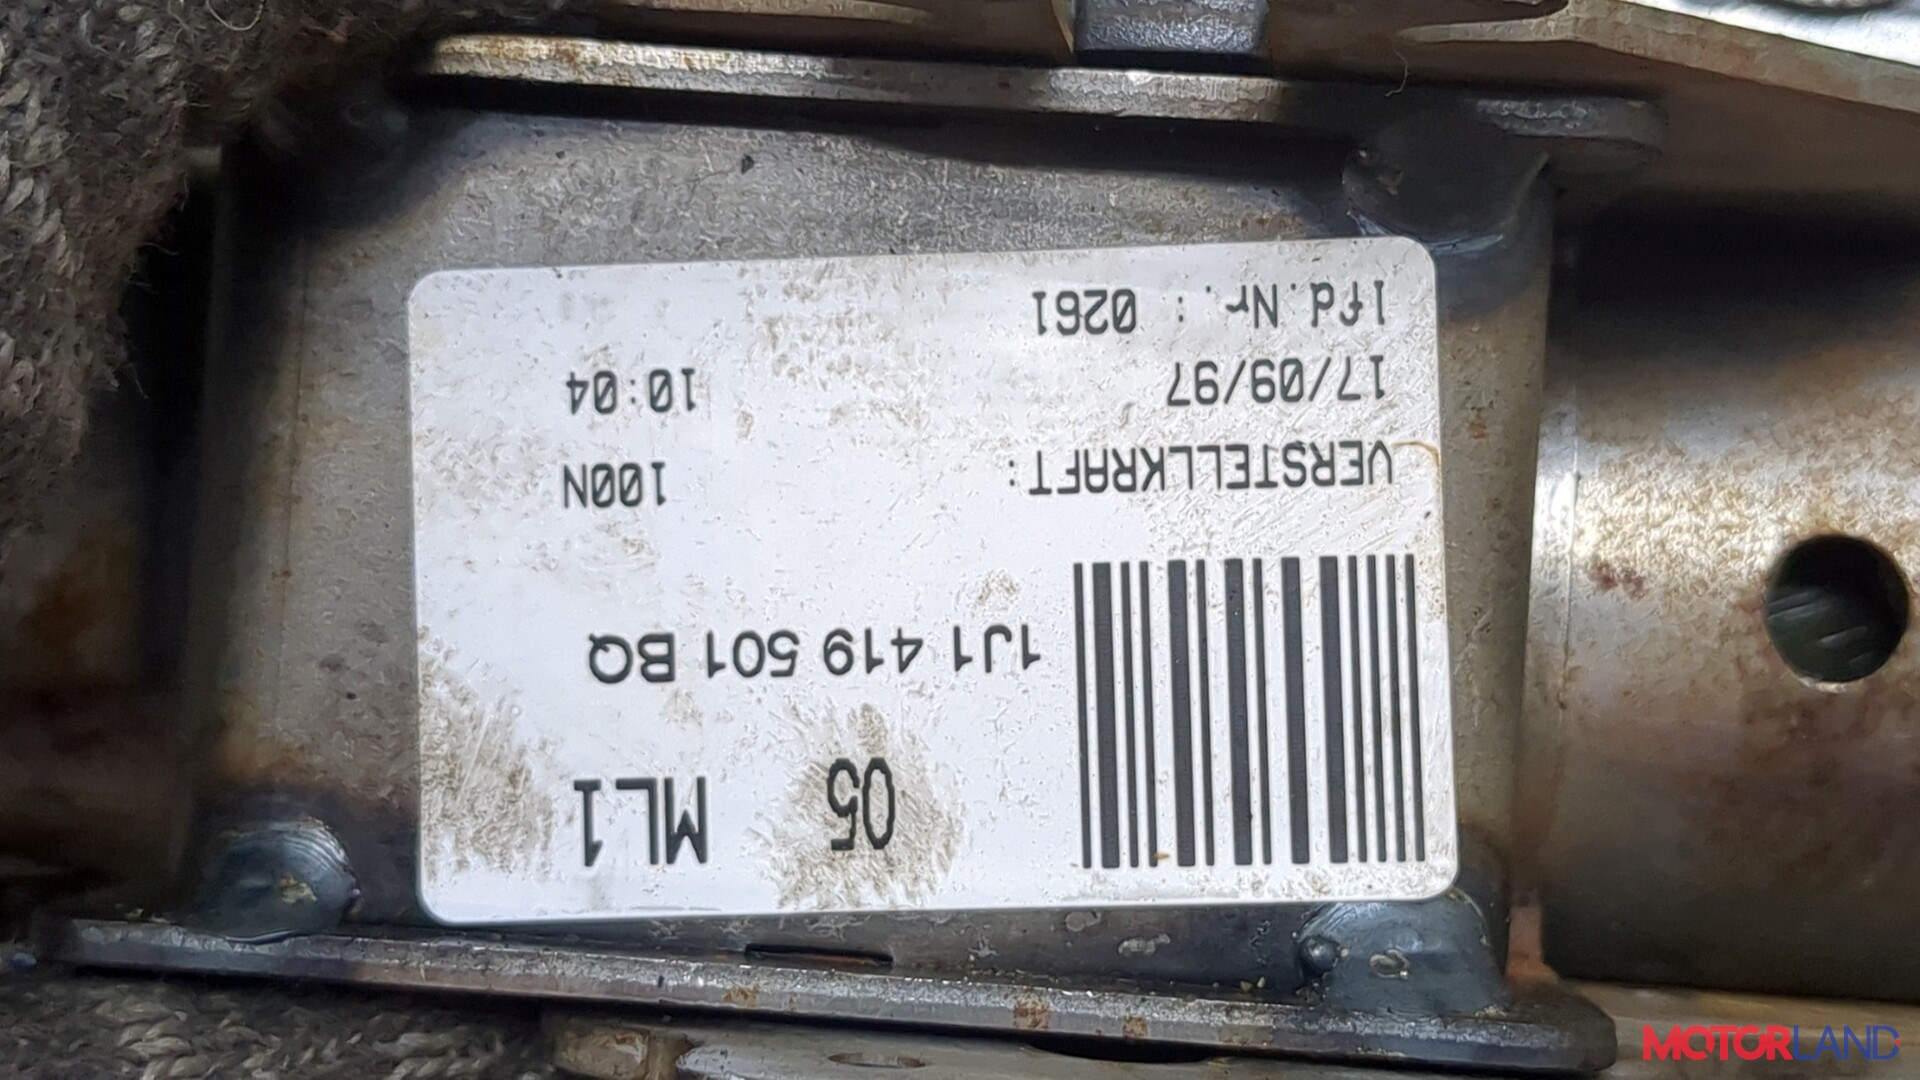 05 ML1
1J1 419 501 BQ
VERSTELLKRAFT: 100N
17/09/97 10:04
lfd.Nr.: 0261
MOTORLAND